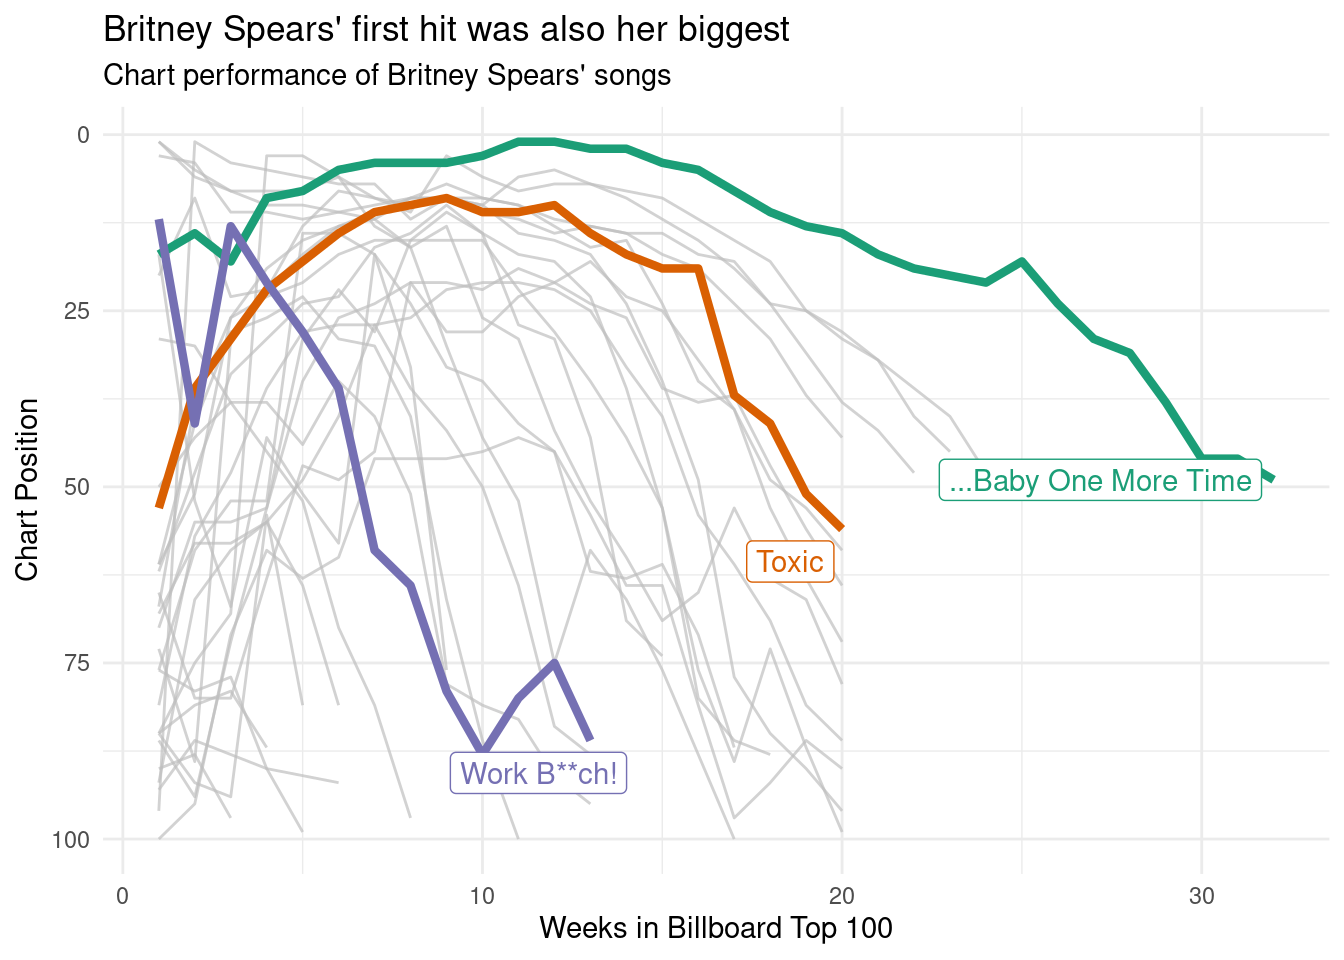 Britney Spears' first hit was also her biggest
Chart performance of Britney Spears' songs
Chart Position
0
25
50
75
100
...Baby One More Time
Toxic
Work B**ch!
0 10 20 30
Weeks in Billboard Top 100